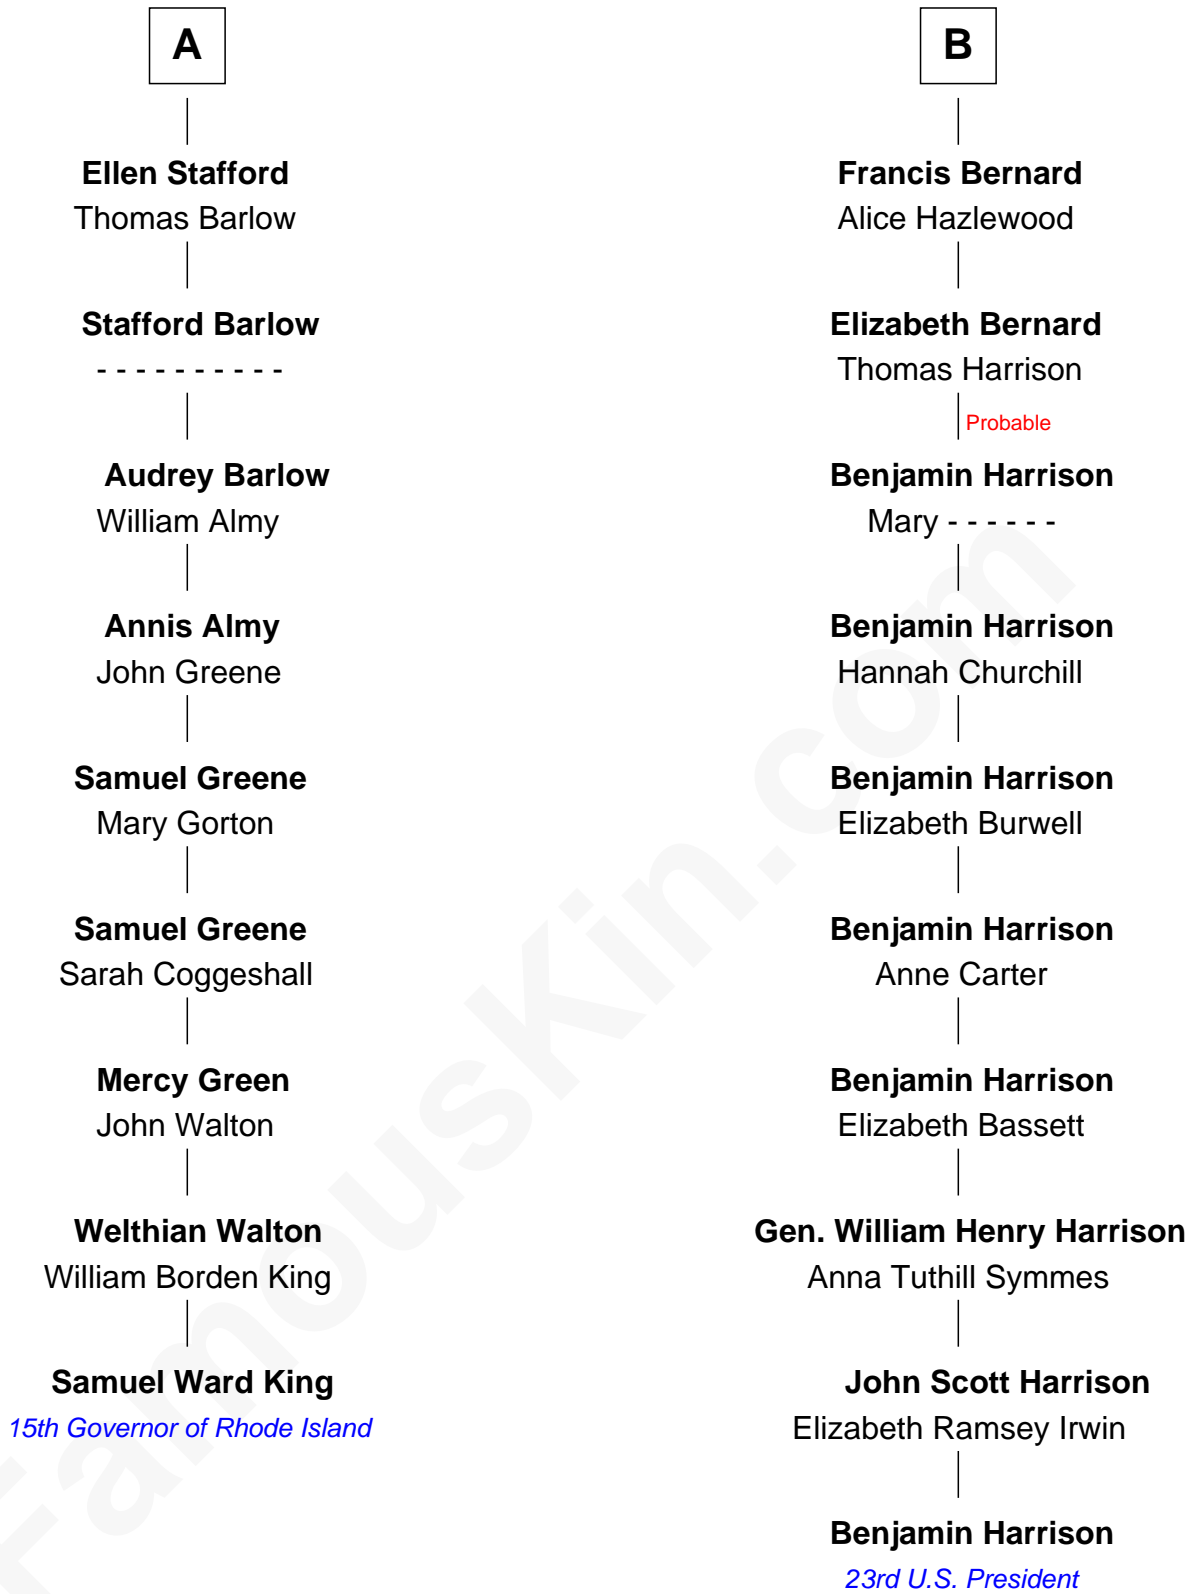 A
Ellen Stafford
Thomas Barlow
Stafford Barlow
- - - - - - - - - -
Audrey Barlow
William Almy
Annis Almy
John Greene
Samuel Greene
Mary Gorton
Samuel Greene
Sarah Coggeshall
Mercy Green
John Walton
Welthian Walton
William Borden King
Samuel Ward King
15th Governor of Rhode Island
B
Francis Bernard
Alice Hazlewood
Elizabeth Bernard
Thomas Harrison
Probable
Benjamin Harrison
Mary - - - - - -
Benjamin Harrison
Hannah Churchill
Benjamin Harrison
Elizabeth Burwell
Benjamin Harrison
Anne Carter
Benjamin Harrison
Elizabeth Bassett
Gen. William Henry Harrison
Anna Tuthill Symmes
John Scott Harrison
Elizabeth Ramsey Irwin
Benjamin Harrison
23rd U.S. President
FamousKin.com